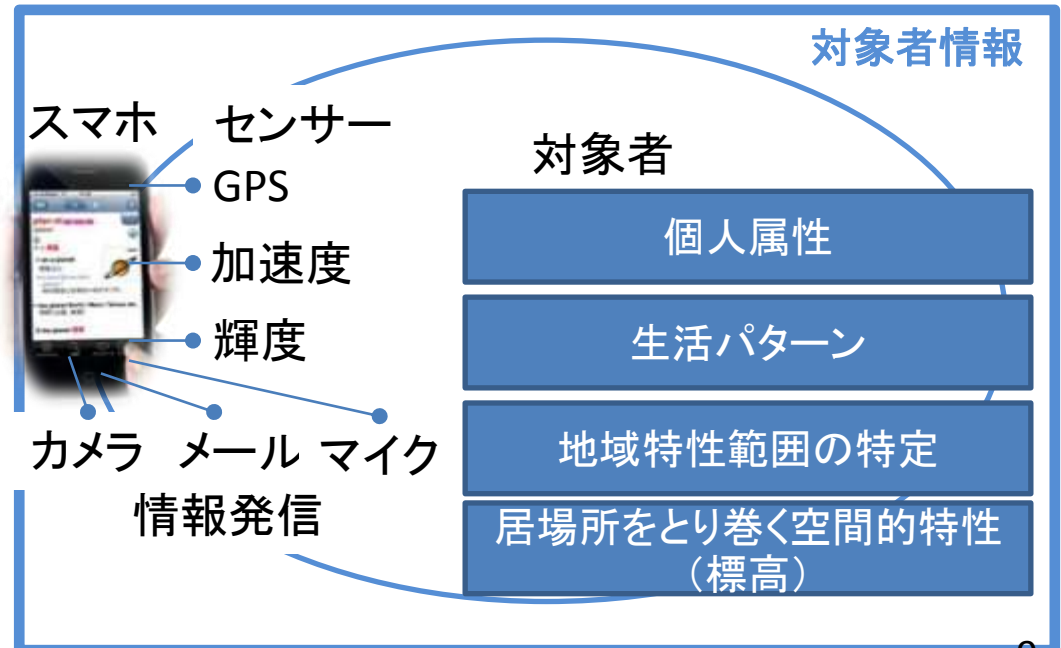 対象者情報
スマホ
センサー
GPS
加速度
輝度
カメラ
メール
マイク
情報発信
対象者
個人属性
生活パターン
地域特性範囲の特定
居場所をとり巻く空間的特性
（標高）